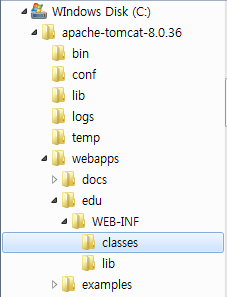 WIndows Disk (C:)
apache-tomcat-8.0.36
bin
conf
lib
logs
temp
webapps
docs
edu
WEB-INF
classes
lib
examples